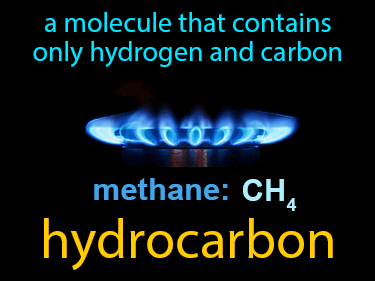 a molecule that contains
only hydrogen and carbon
methane: CH₄
hydrocarbon